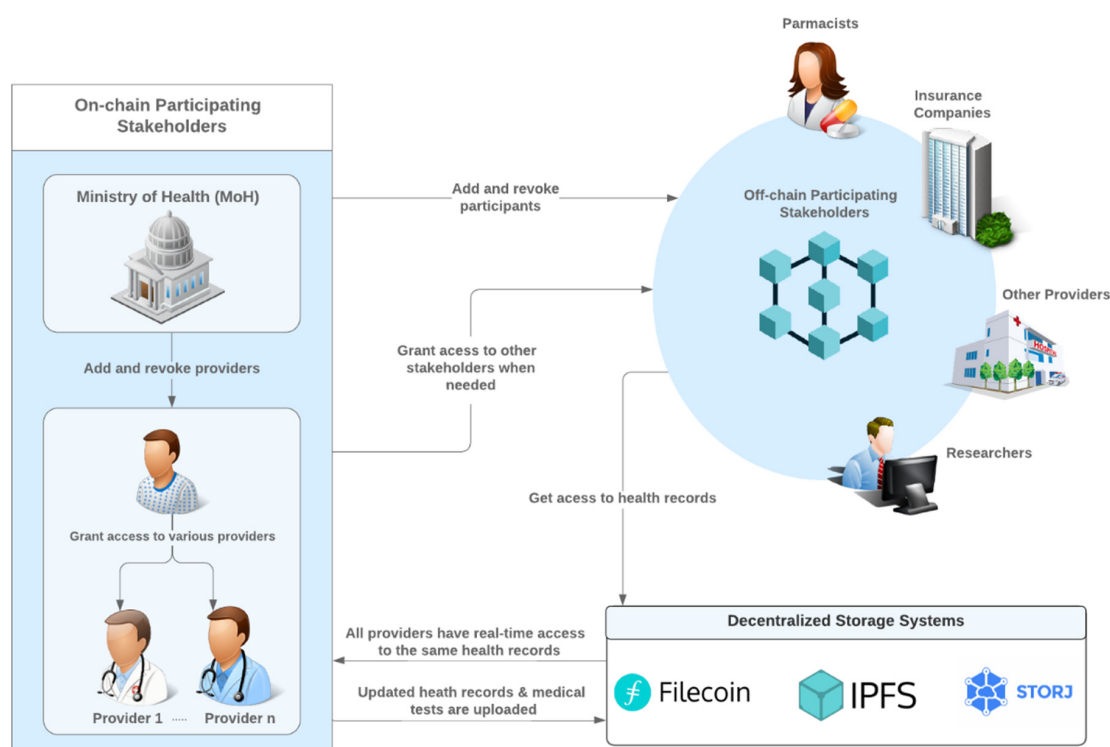 Parmacists
On-chain Participating
Stakeholders
Insurance
Companies
Ministry of Health (MoH)
Add and revoke
participants
Off-chain Participating
Stakeholders
Other Providers
HOSPITAL
Add and revoke providers
Grant acess to other
stakeholders when
needed
Researchers
Get acess to health records
Grant access to various providers
Provider 1 ..... Provider n
All providers have real-time access
to the same health records
Updated heath records & medical
tests are uploaded
Decentralized Storage Systems
Filecoin
IPFS
STORJ